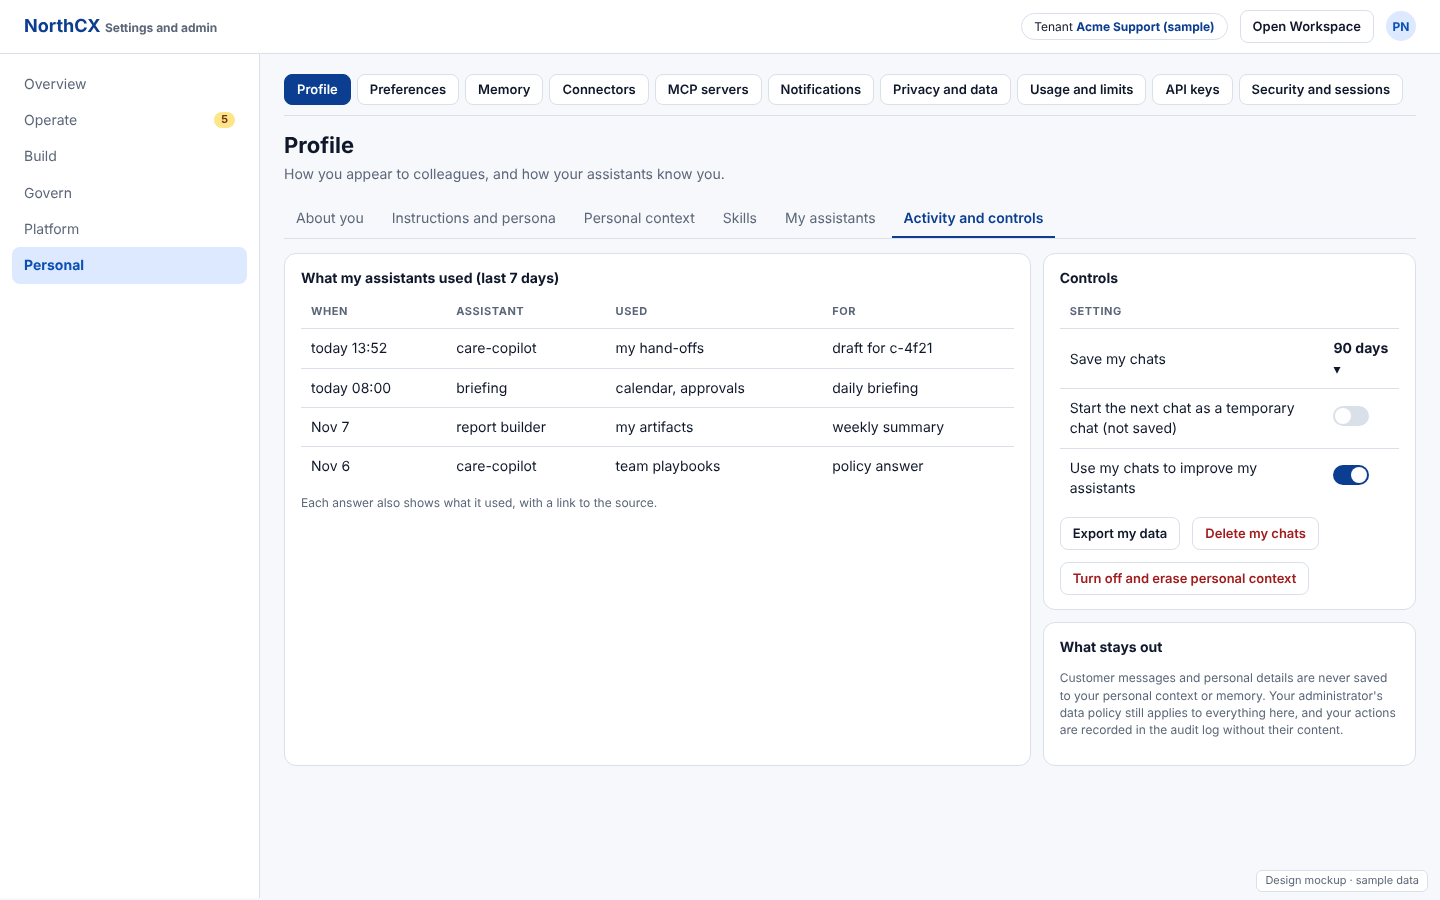 NorthCX Settings and admin
Tenant Acme Support (sample)
Open Workspace
PN
Overview
Operate 5
Build
Govern
Platform
Personal
Profile Preferences Memory Connectors MCP servers Notifications Privacy and data Usage and limits API keys Security and sessions
Profile
How you appear to colleagues, and how your assistants know you.
About you Instructions and persona Personal context Skills My assistants Activity and controls
What my assistants used (last 7 days)
WHEN ASSISTANT USED FOR
today 13:52 care-copilot my hand-offs draft for c-4f21
today 08:00 briefing calendar, approvals daily briefing
Nov 7 report builder my artifacts weekly summary
Nov 6 care-copilot team playbooks policy answer
Each answer also shows what it used, with a link to the source.
Controls
SETTING
Save my chats 90 days ▾
Start the next chat as a temporary
chat (not saved)
Use my chats to improve my
assistants
Export my data Delete my chats
Turn off and erase personal context
What stays out
Customer messages and personal details are never saved
to your personal context or memory. Your administrator's
data policy still applies to everything here, and your actions
are recorded in the audit log without their content.
Design mockup · sample data